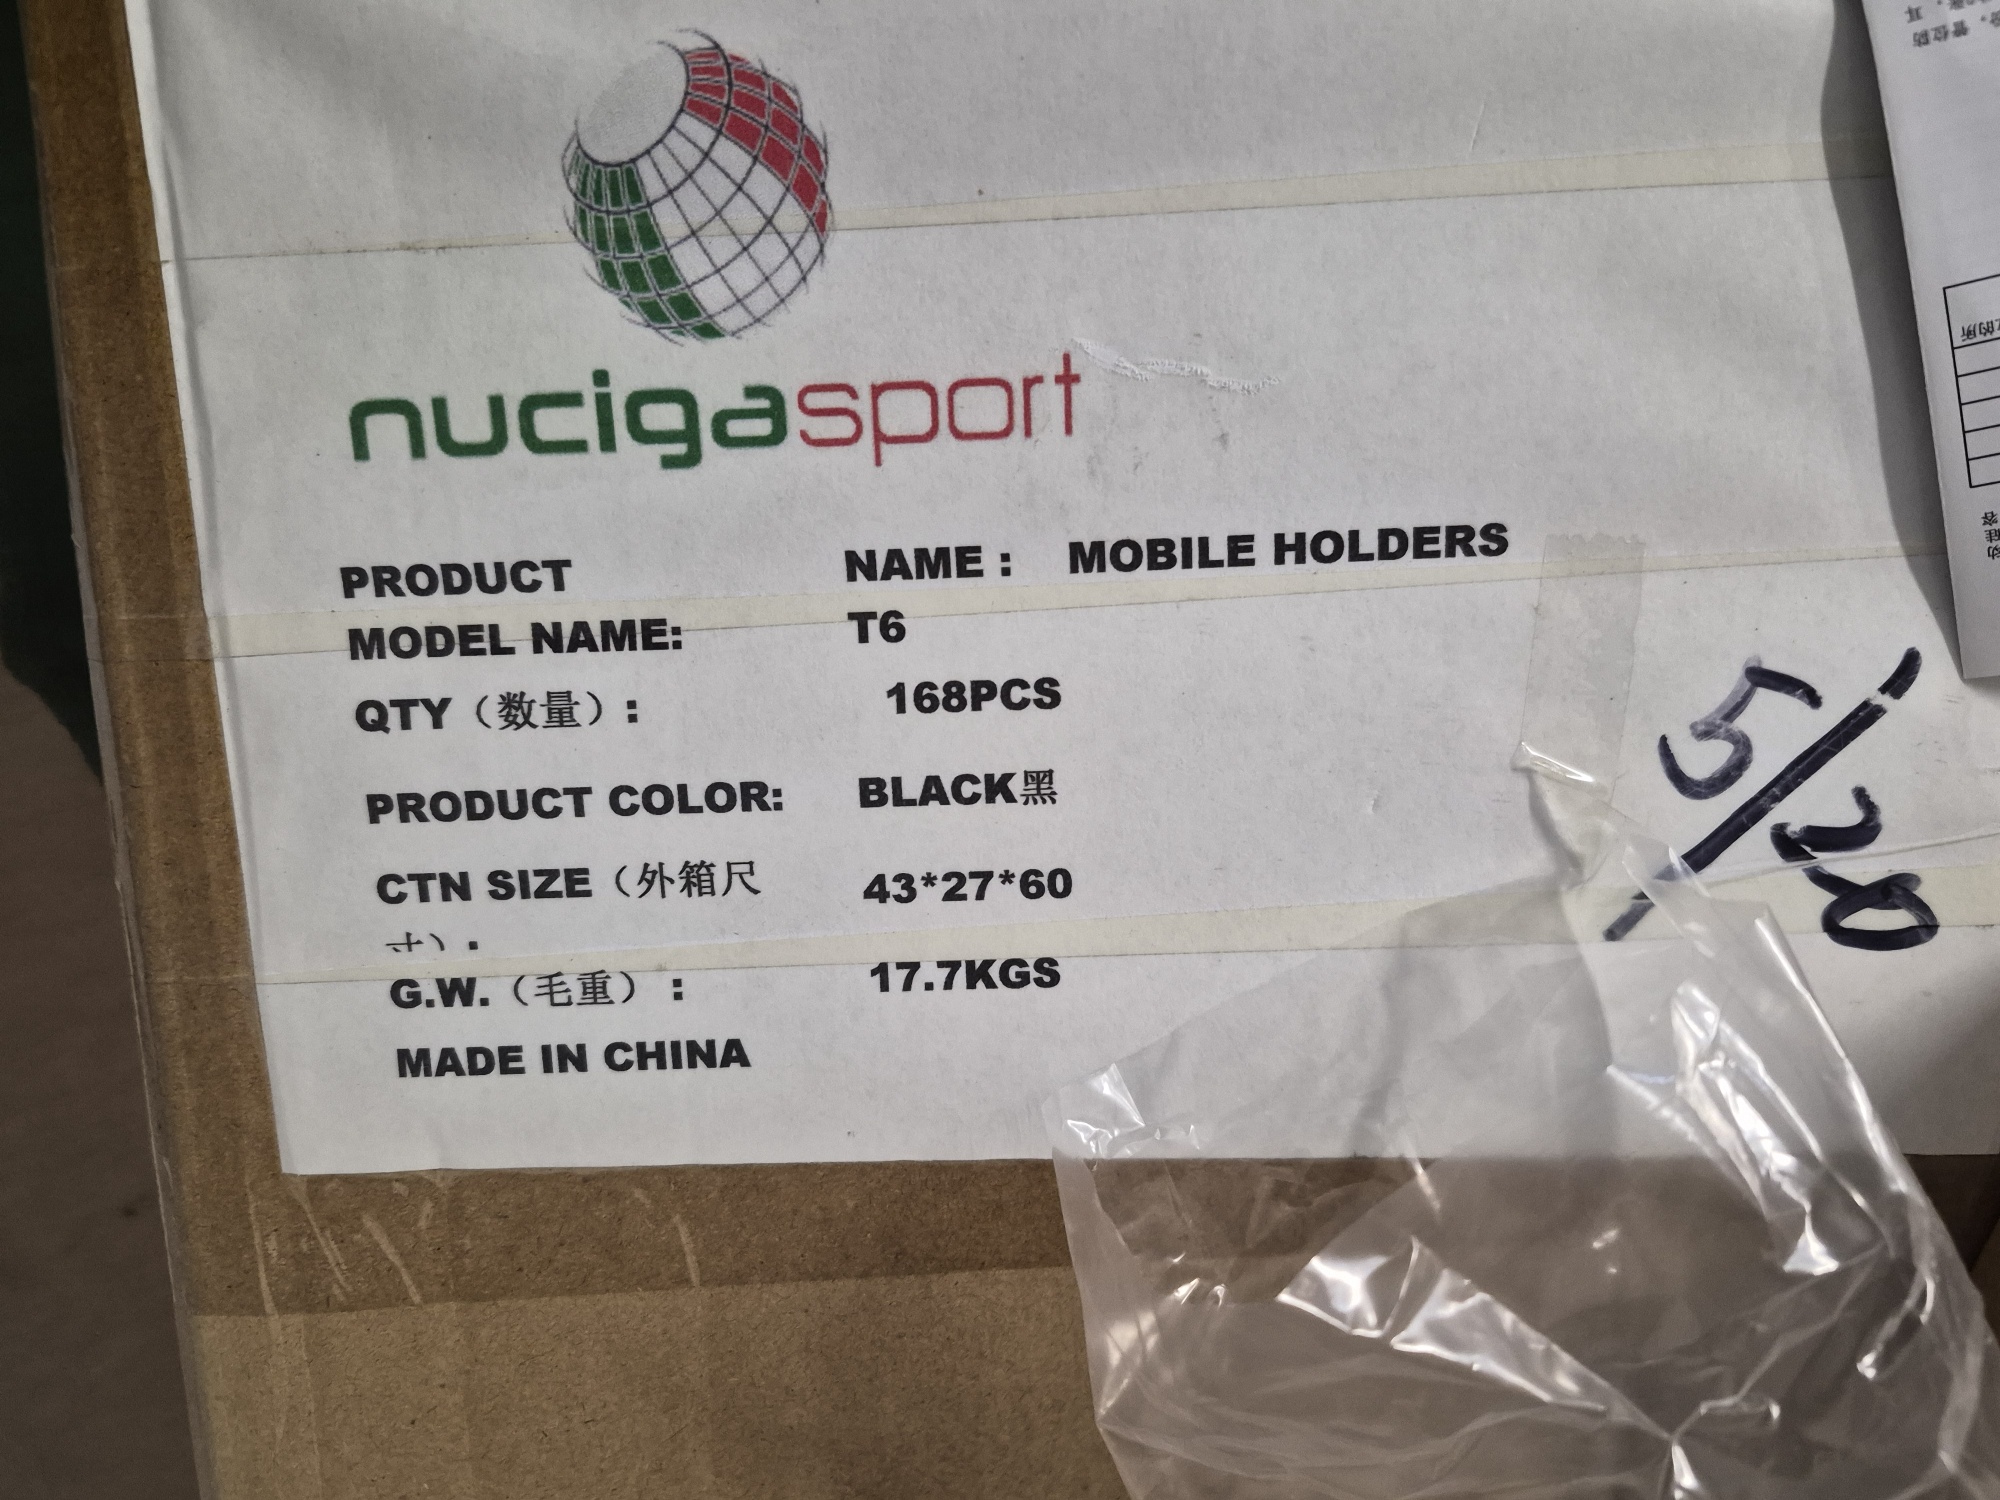 nucigasport
PRODUCT NAME : MOBILE HOLDERS
MODEL NAME: T6
QTY（数量）: 168PCS
PRODUCT COLOR: BLACK黑
CTN SIZE（外箱尺 43*27*60
寸）:
G.W.（毛重） : 17.7KGS
MADE IN CHINA
5/20